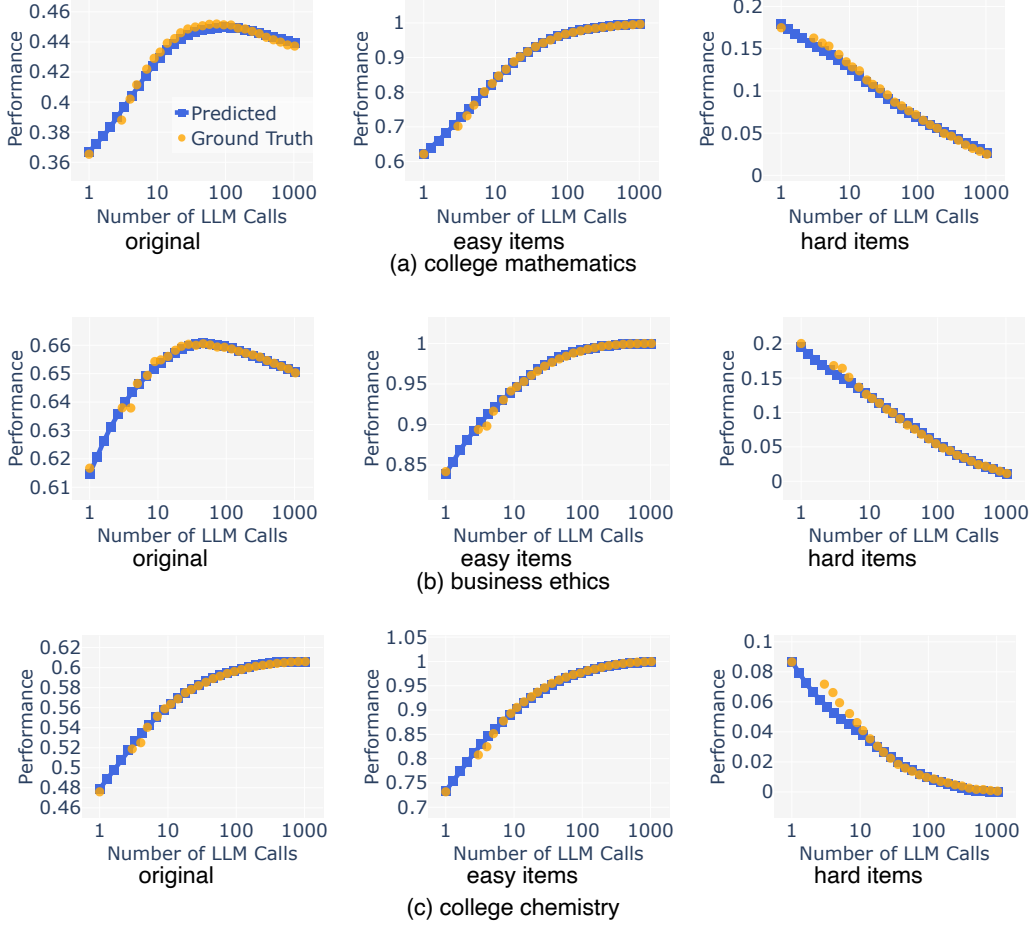 Performance
0.44
0.42
0.4
0.38
0.36
Predicted
Ground Truth
1 10 100 1000
Number of LLM Calls
original
Performance
1
0.9
0.8
0.7
0.6
1 10 100 1000
Number of LLM Calls
easy items
Performance
0.2
0.15
0.1
0.05
0
1 10 100 1000
Number of LLM Calls
hard items
(a) college mathematics
Performance
0.66
0.65
0.64
0.63
0.62
0.61
1 10 100 1000
Number of LLM Calls
original
Performance
1
0.95
0.9
0.85
1 10 100 1000
Number of LLM Calls
easy items
Performance
0.2
0.15
0.1
0.05
0
1 10 100 1000
Number of LLM Calls
hard items
(b) business ethics
Performance
0.62
0.6
0.58
0.56
0.54
0.52
0.5
0.48
0.46
1 10 100 1000
Number of LLM Calls
original
Performance
1.05
1
0.95
0.9
0.85
0.8
0.75
0.7
1 10 100 1000
Number of LLM Calls
easy items
Performance
0.1
0.08
0.06
0.04
0.02
0
1 10 100 1000
Number of LLM Calls
hard items
(c) college chemistry